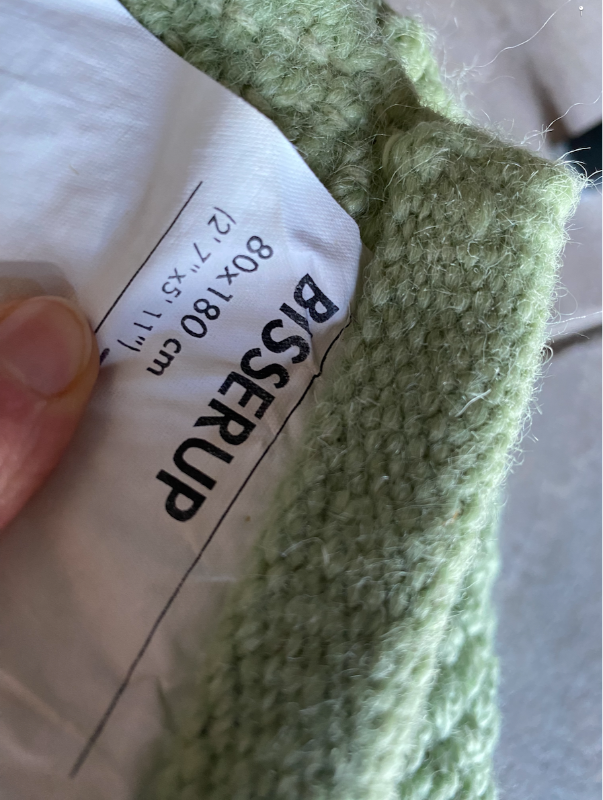 BISSERUP
80x180 cm
(2' 7"x5' 11")